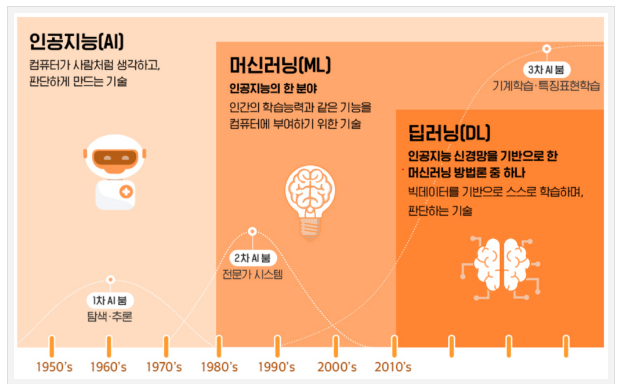 인공지능(AI)
컴퓨터가 사람처럼 생각하고,
판단하게 만드는 기술
머신러닝(ML)
인공지능의 한 분야
인간의 학습능력과 같은 기능을
컴퓨터에 부여하기 위한 기술
3차 AI 붐
기계학습·특징표현학습
딥러닝(DL)
인공지능 신경망을 기반으로 한
머신러닝 방법론 중 하나
빅데이터를 기반으로 스스로 학습하며,
판단하는 기술
2차 AI 붐
전문가 시스템
1차 AI 붐
탐색·추론
1950's 1960's 1970's 1980's 1990's 2000's 2010's